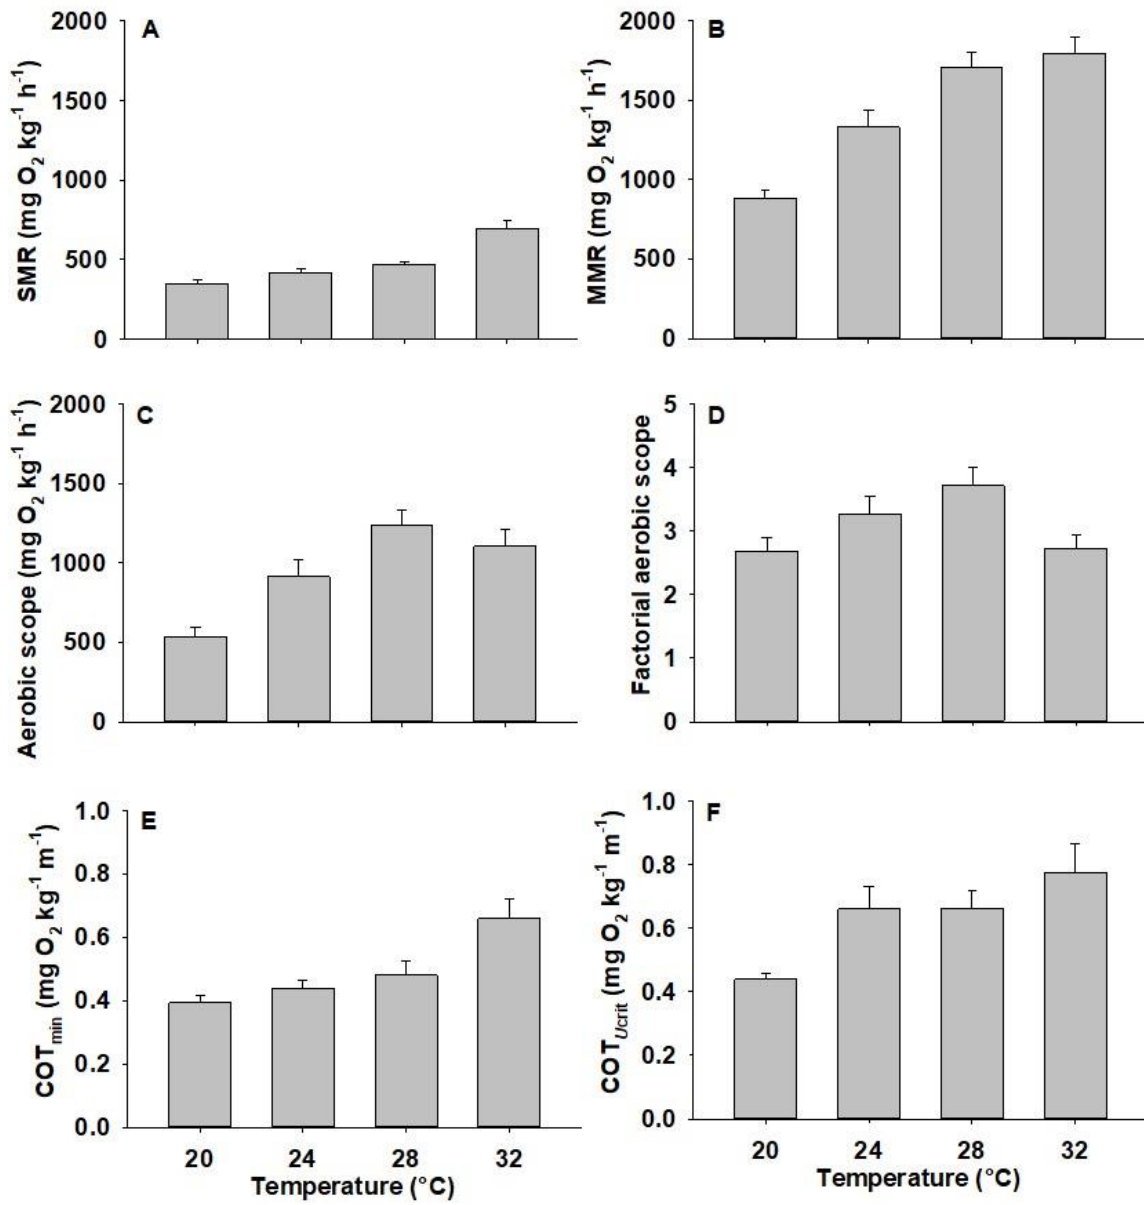 A
SMR (mg O₂ kg⁻¹ h⁻¹)
2000
1500
1000
500
0
B
MMR (mg O₂ kg⁻¹ h⁻¹)
2000
1500
1000
500
0
C
Aerobic scope (mg O₂ kg⁻¹ h⁻¹)
2000
1500
1000
500
0
D
Factorial aerobic scope
5
4
3
2
1
0
E
COTmin (mg O₂ kg⁻¹ m⁻¹)
1.0
0.8
0.6
0.4
0.2
0.0
20 24 28 32
Temperature (°C)
F
COTUcrit (mg O₂ kg⁻¹ m⁻¹)
1.0
0.8
0.6
0.4
0.2
0.0
20 24 28 32
Temperature (°C)